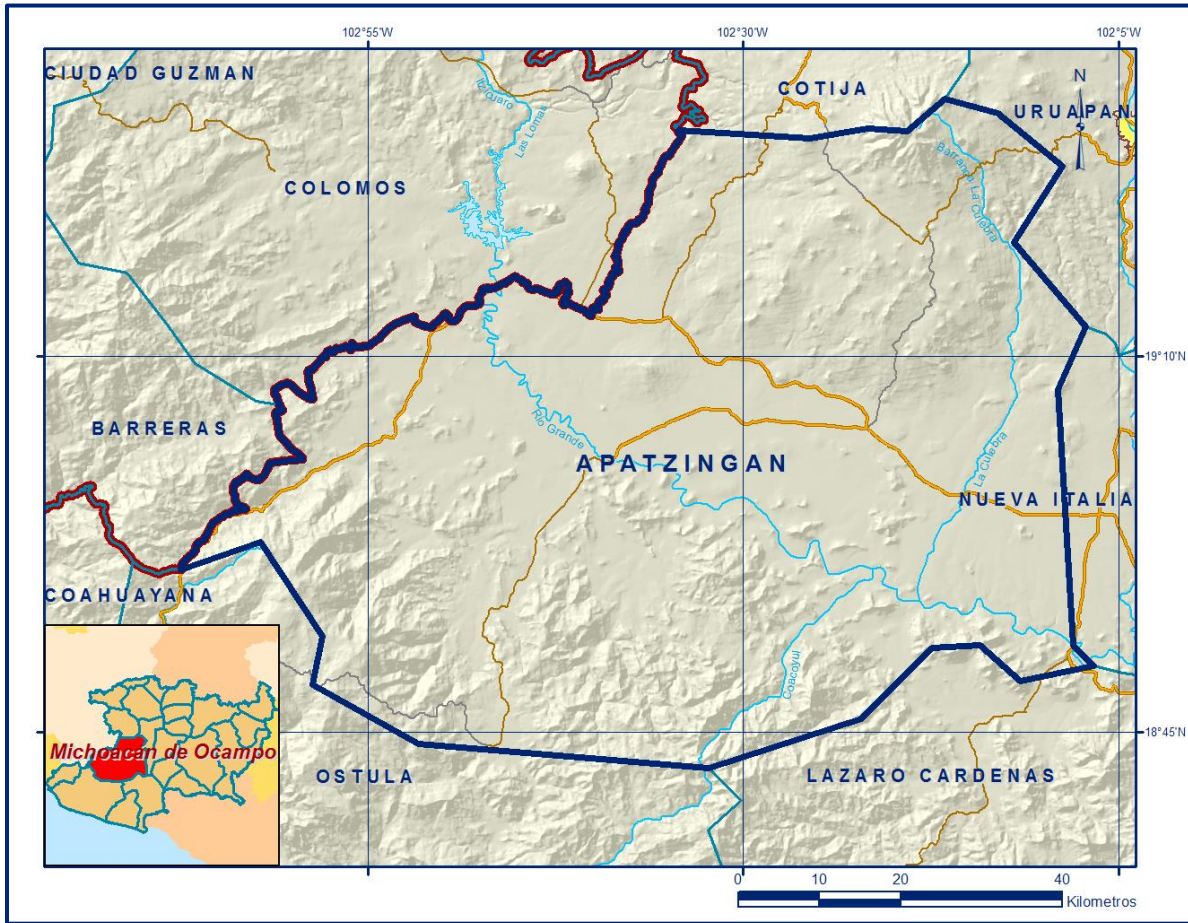 102°55'W
102°30'W
102°5'W
CIUDAD GUZMAN
COTIJA
N
URUAPAN
Itzicuaro
Las Lomas
Barranca La Culebra
COLOMOS
19°10'N
BARRERAS
Río Grande
APATZINGAN
La Culebra
NUEVA ITALIA
COAHUAYANA
Coacoyul
Michoacán de Ocampo
18°45'N
OSTULA
LAZARO CARDENAS
0 10 20 40
Kilometros